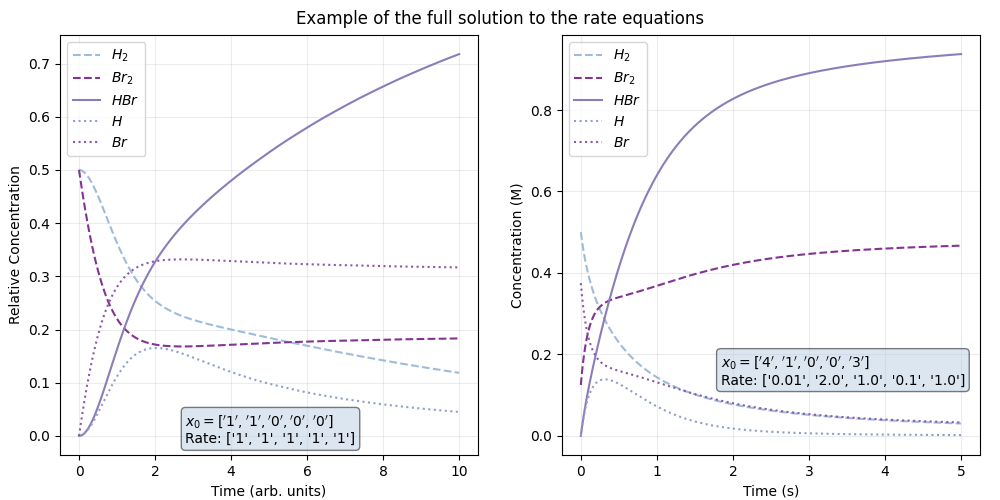 Example of the full solution to the rate equations
H₂
Br₂
HBr
H
Br
0.7
0.6
0.5
0.4
0.3
0.2
0.1
0.0
Relative Concentration
x₀ = ['1', '1', '0', '0', '0']
Rate: ['1', '1', '1', '1', '1']
0 2 4 6 8 10
Time (arb. units)
H₂
Br₂
HBr
H
Br
0.8
0.6
0.4
0.2
0.0
Concentration (M)
x₀ = ['4', '1', '0', '0', '3']
Rate: ['0.01', '2.0', '1.0', '0.1', '1.0']
0 1 2 3 4 5
Time (s)